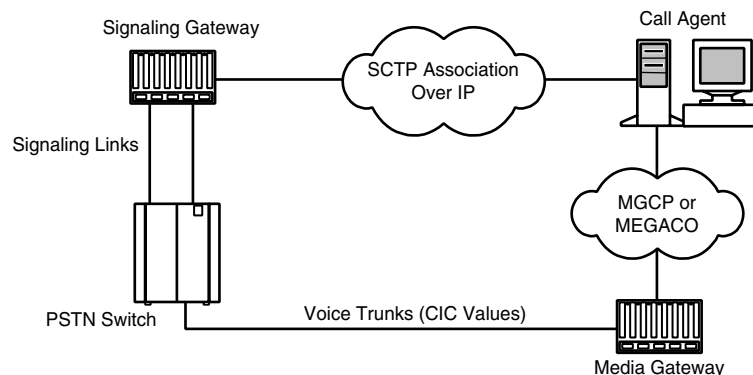 Signaling Gateway
Call Agent
SCTP Association
Over IP
Signaling Links
MGCP or
MEGACO
PSTN Switch
Voice Trunks (CIC Values)
Media Gateway